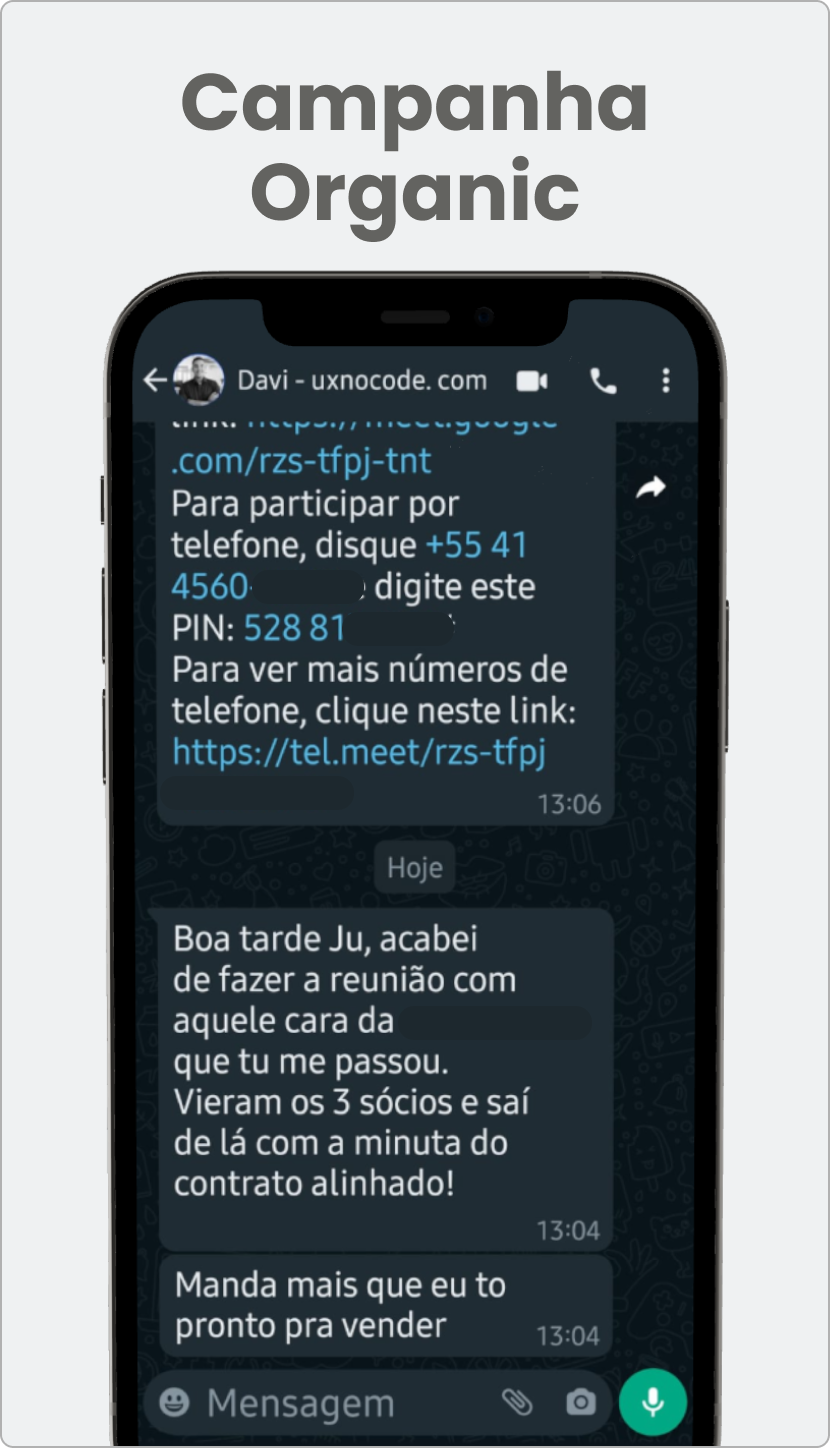 Campanha
Organic
Davi - uxnocode. com
link: https://meet.google
.com/rzs-tfpj-tnt
Para participar por
telefone, disque +55 41
4560- digite este
PIN: 528 81
Para ver mais números de
telefone, clique neste link:
https://tel.meet/rzs-tfpj
13:06
Hoje
Boa tarde Ju, acabei
de fazer a reunião com
aquele cara da
que tu me passou.
Vieram os 3 sócios e saí
de lá com a minuta do
contrato alinhado!
13:04
Manda mais que eu to
pronto pra vender
13:04
Mensagem